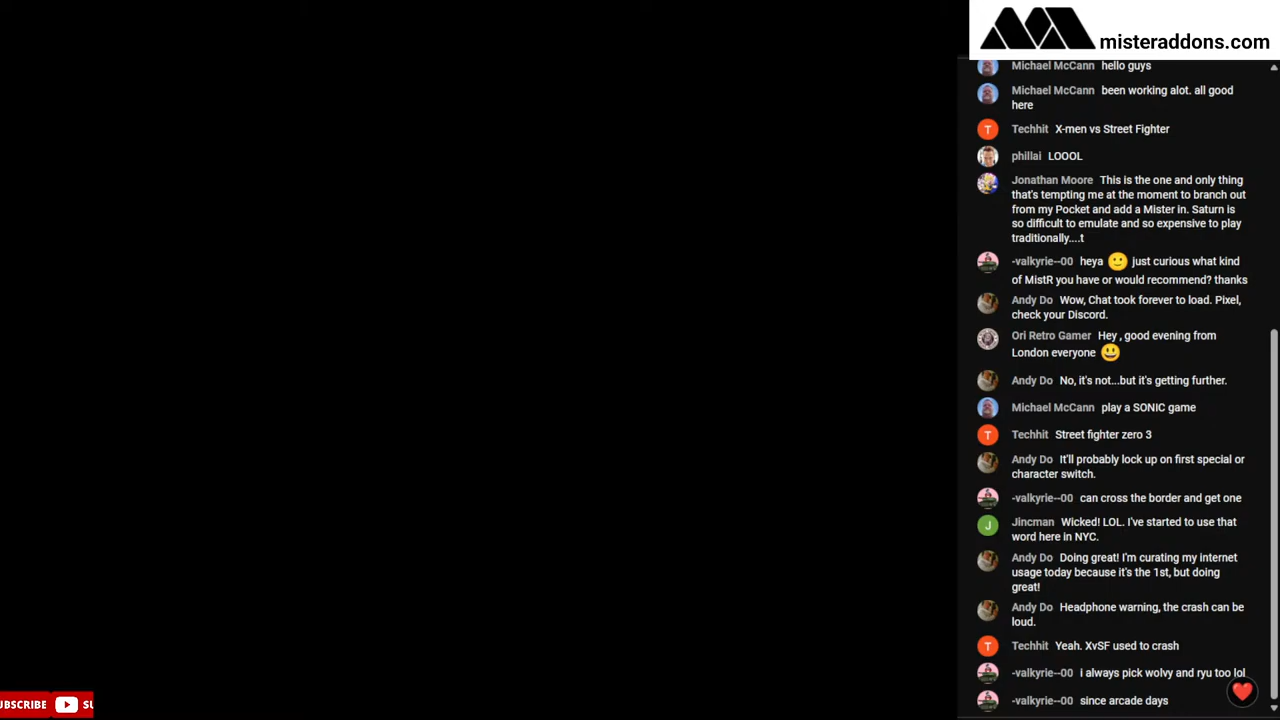 misteraddons.com
Michael McCann hello guys
Michael McCann been working alot. all good
here
Techhit X-men vs Street Fighter
phillai LOOOL
Jonathan Moore This is the one and only thing
that's tempting me at the moment to branch out
from my Pocket and add a Mister in. Saturn is
so difficult to emulate and so expensive to play
traditionally....t
-valkyrie--00 heya 🙂 just curious what kind
of MistR you have or would recommend? thanks
Andy Do Wow, Chat took forever to load. Pixel,
check your Discord.
Ori Retro Gamer Hey , good evening from
London everyone 😃
Andy Do No, it's not...but it's getting further.
Michael McCann play a SONIC game
T Techhit Street fighter zero 3
Andy Do It'll probably lock up on first special or
character switch.
-valkyrie--00 can cross the border and get one
J Jincman Wicked! LOL. I've started to use that
word here in NYC.
Andy Do Doing great! I'm curating my internet
usage today because it's the 1st, but doing
great!
Andy Do Headphone warning, the crash can be
loud.
T Techhit Yeah. XvSF used to crash
-valkyrie--00 i always pick wolvy and ryu too lol
-valkyrie--00 since arcade days
UBSCRIBE SU